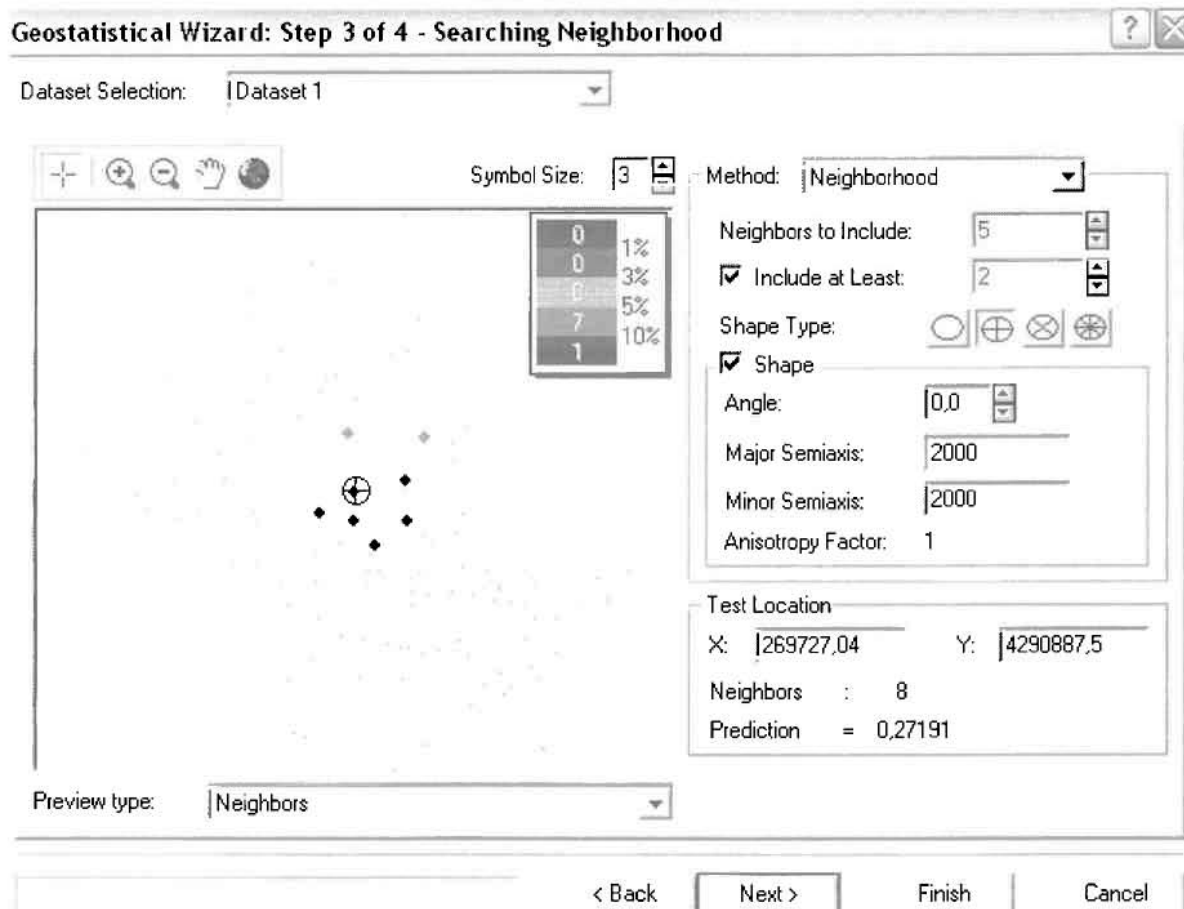 Geostatistical Wizard: Step 3 of 4 - Searching Neighborhood
Dataset Selection: Dataset 1
Symbol Size: 3
0
0
0
7
1
1%
3%
5%
10%
Method: Neighborhood
Neighbors to Include: 5
Include at Least: 2
Shape Type:
Shape
Angle: 0,0
Major Semiaxis: 2000
Minor Semiaxis: 2000
Anisotropy Factor: 1
Test Location
X: 269727,04 Y: 4290887,5
Neighbors : 8
Prediction = 0,27191
Preview type: Neighbors
< Back Next > Finish Cancel